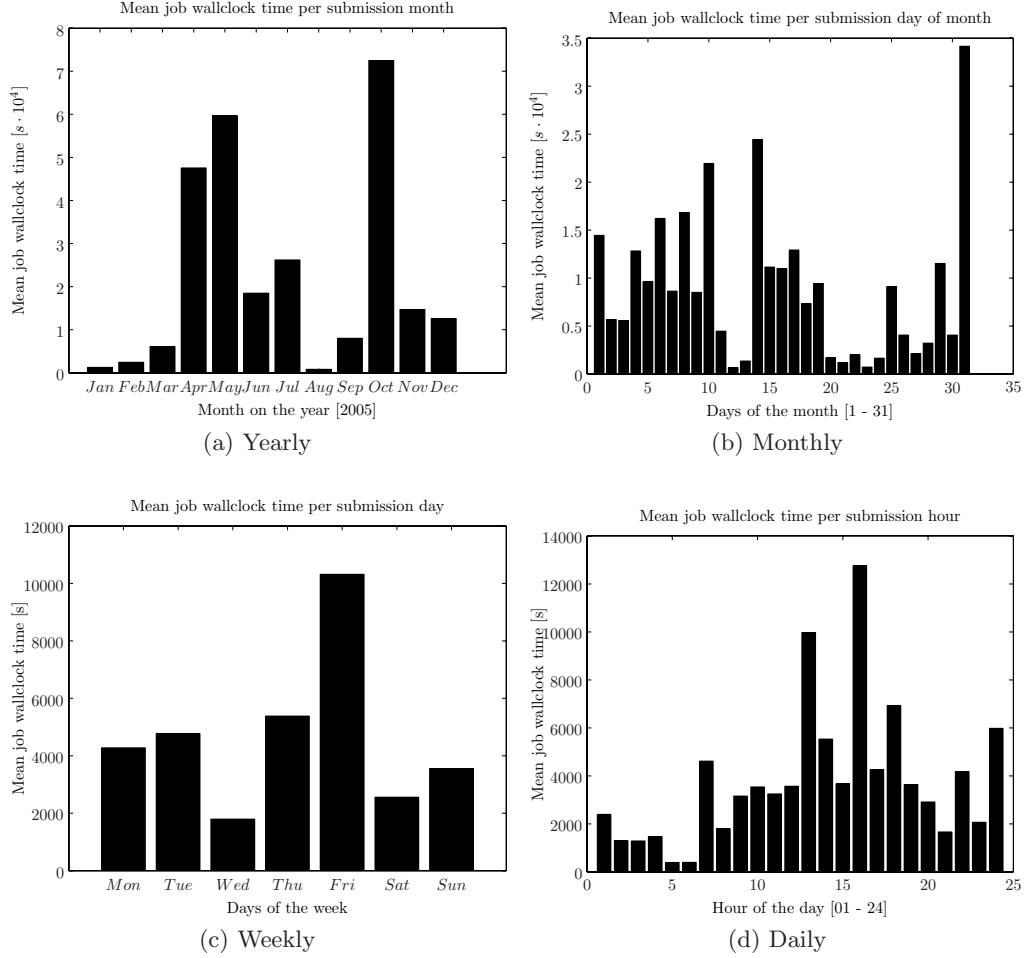 Mean job wallclock time per submission month
Mean job wallclock time [s · 10⁴]
8
7
6
5
4
3
2
1
0
Jan Feb Mar Apr May Jun Jul Aug Sep Oct Nov Dec
Month on the year [2005]
(a) Yearly
Mean job wallclock time per submission day of month
Mean job wallclock time [s · 10⁴]
3.5
3
2.5
2
1.5
1
0.5
0
0 5 10 15 20 25 30 35
Days of the month [1 - 31]
(b) Monthly
Mean job wallclock time per submission day
Mean job wallclock time [s]
12000
10000
8000
6000
4000
2000
0
Mon Tue Wed Thu Fri Sat Sun
Days of the week
(c) Weekly
Mean job wallclock time per submission hour
Mean job wallclock time [s]
14000
12000
10000
8000
6000
4000
2000
0
0 5 10 15 20 25
Hour of the day [01 - 24]
(d) Daily